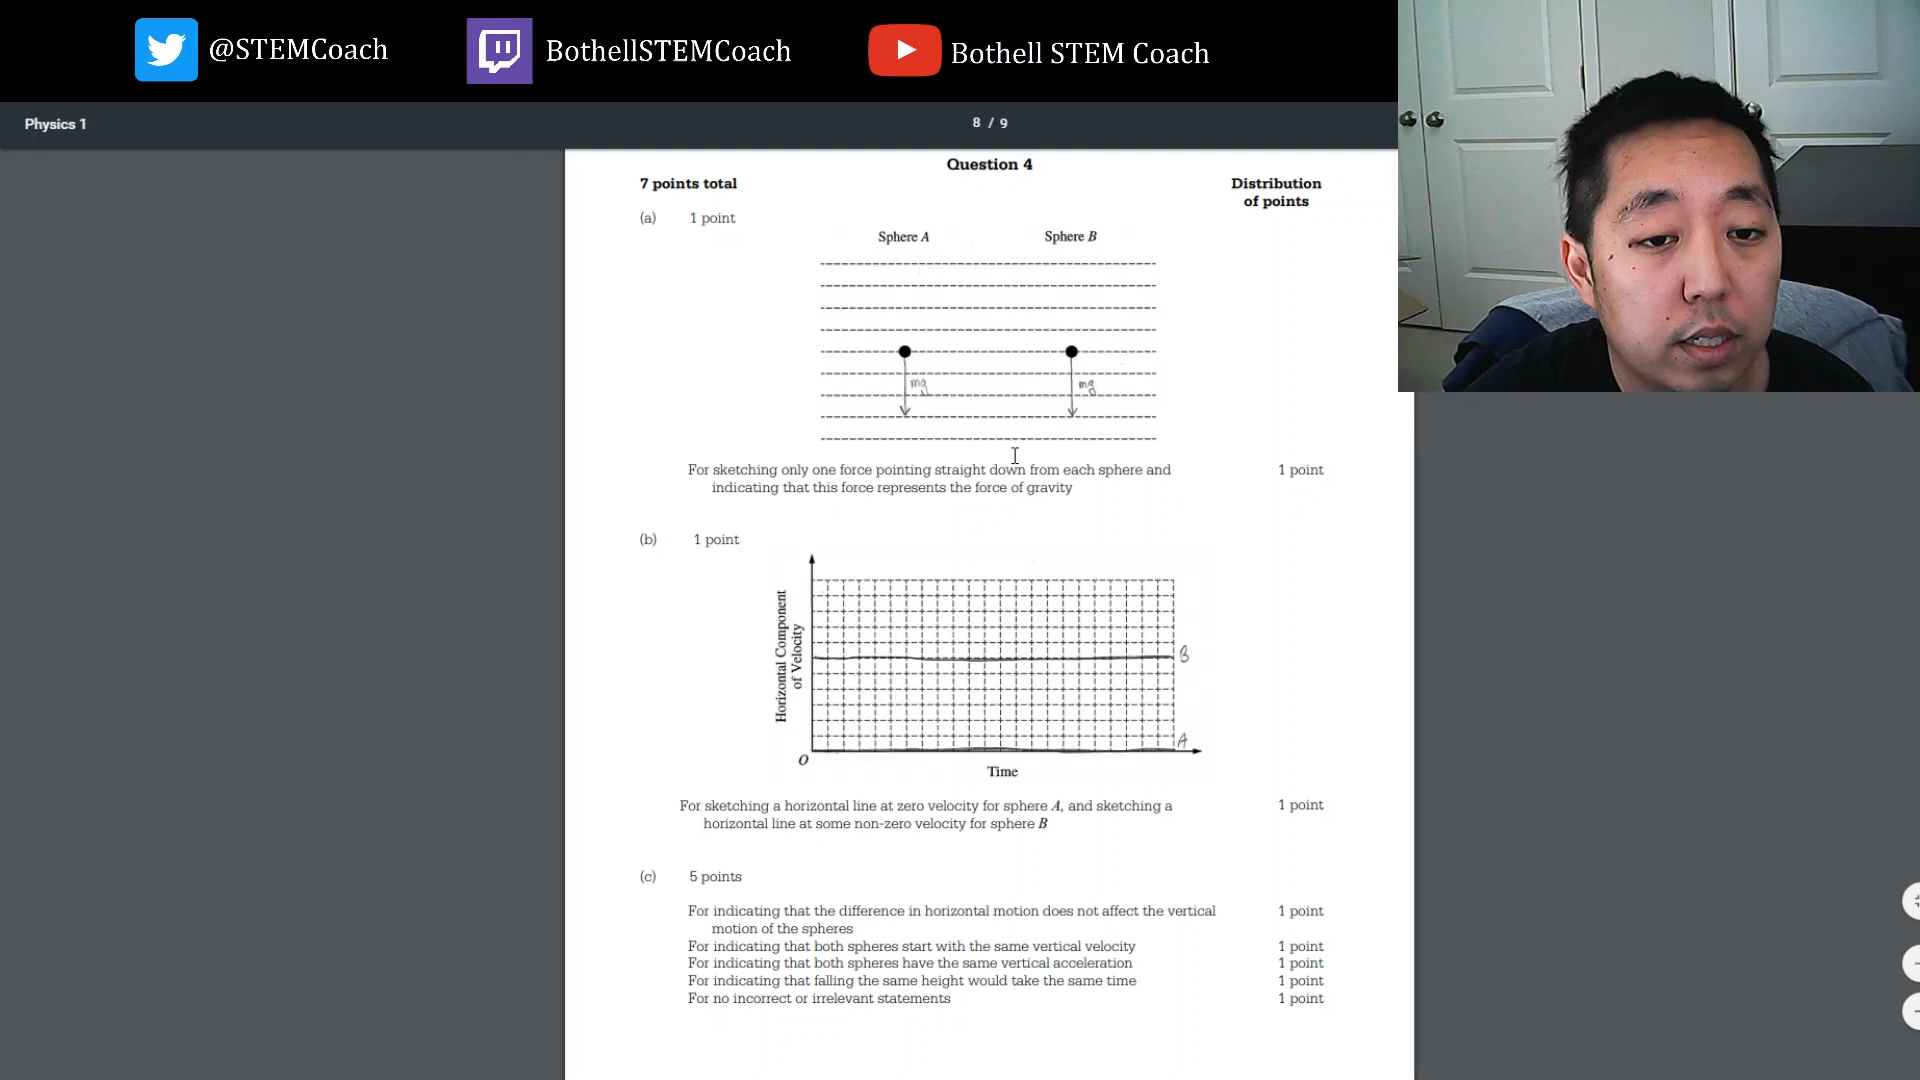 @STEMCoach
BothellSTEMCoach
Bothell STEM Coach
Physics 1
8 / 9
Question 4
7 points total
Distribution
of points
(a) 1 point
Sphere A Sphere B
mg mg
For sketching only one force pointing straight down from each sphere and 1 point
indicating that this force represents the force of gravity
(b) 1 point
Horizontal Component
of Velocity
B
A
O
Time
For sketching a horizontal line at zero velocity for sphere A, and sketching a 1 point
horizontal line at some non-zero velocity for sphere B
(c) 5 points
For indicating that the difference in horizontal motion does not affect the vertical 1 point
motion of the spheres
For indicating that both spheres start with the same vertical velocity 1 point
For indicating that both spheres have the same vertical acceleration 1 point
For indicating that falling the same height would take the same time 1 point
For no incorrect or irrelevant statements 1 point